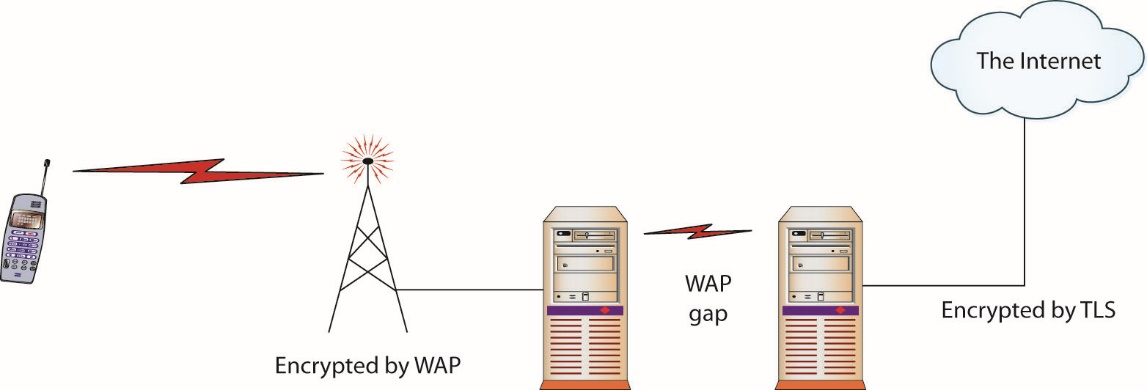 The Internet
WAP
gap
Encrypted by TLS
Encrypted by WAP